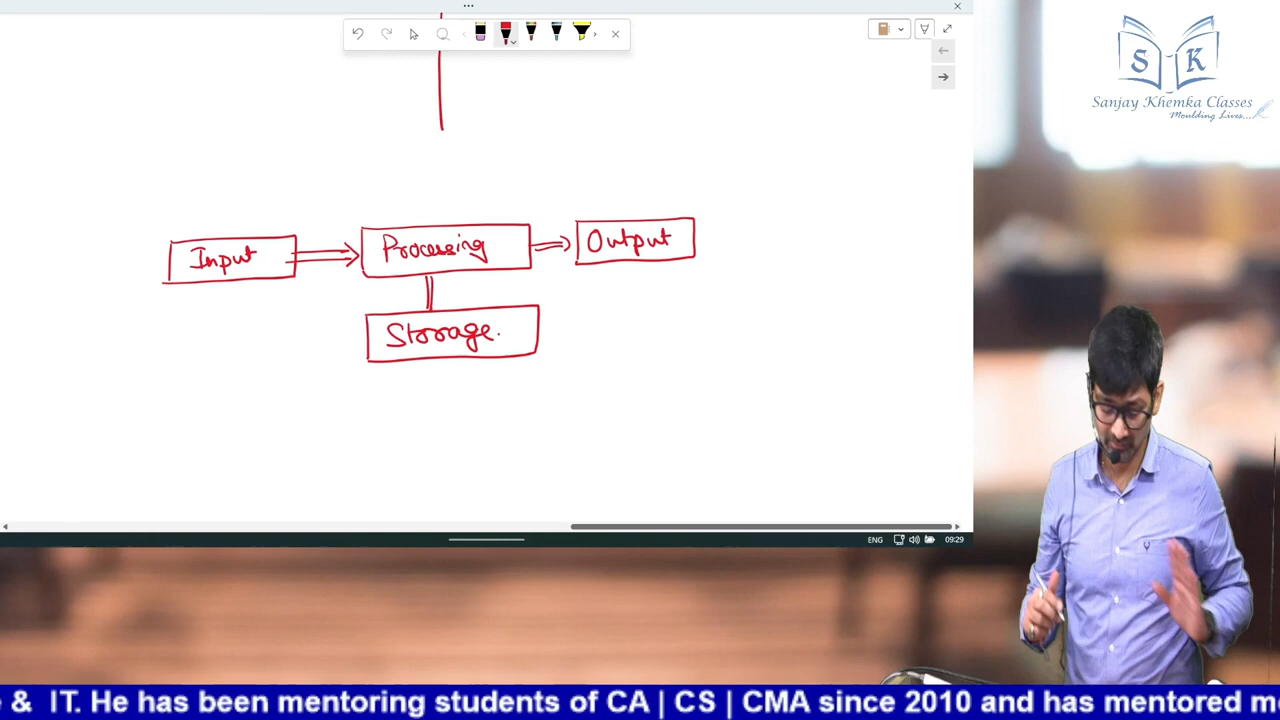 S K
Sanjay Khemka Classes
Moulding Lives...
Input
Processing
Output
Storage.
ENG 09:29
e & IT. He has been mentoring students of CA | CS | CMA since 2010 and has mentored m